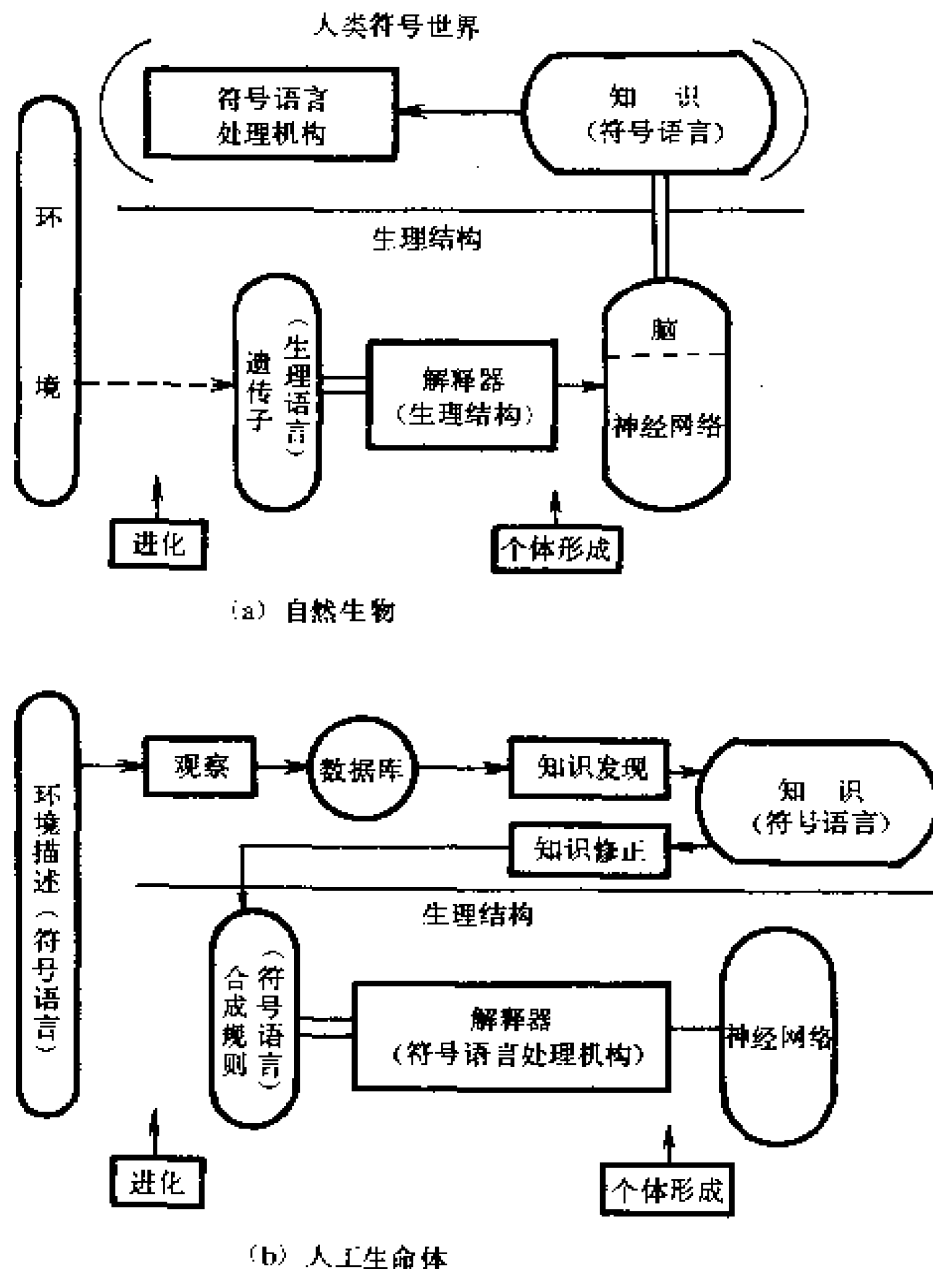 人类符号世界
符号语言
处理机构
知 识
(符号语言)
环
境
生理结构
遗传子
(生理语言)
解释器
(生理结构)
脑
神经网络
进化
个体形成
(a) 自然生物
环境描述(符号语言)
观察
数据库
知识发现
知 识
(符号语言)
知识修正
生理结构
合成规则
(符号语言)
解释器
(符号语言处理机构)
神经网络
进化
个体形成
(b) 人工生命体